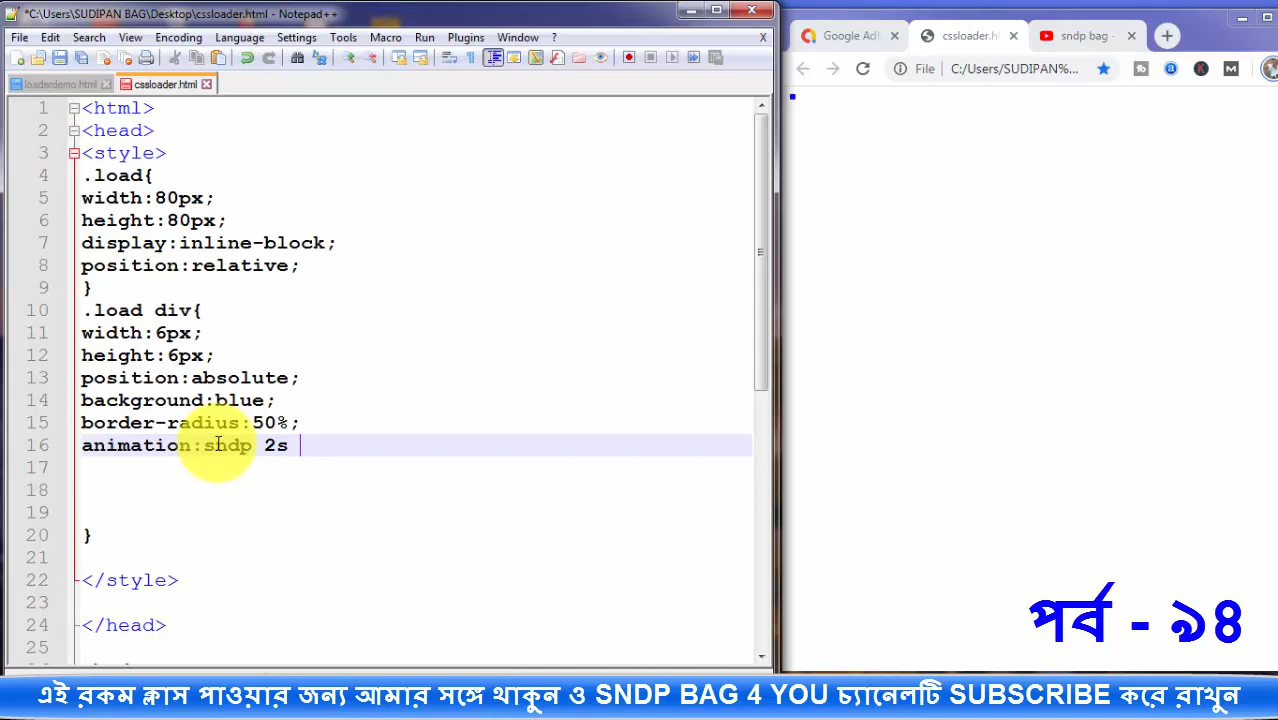 *C:\Users\SUDIPAN BAG\Desktop\cssloader.html - Notepad++
File Edit Search View Encoding Language Settings Tools Macro Run Plugins Window ? X
loaderdemo.html cssloader.html
1 <html>
2 <head>
3 <style>
4 .load{
5 width:80px;
6 height:80px;
7 display:inline-block;
8 position:relative;
9 }
10 .load div{
11 width:6px;
12 height:6px;
13 position:absolute;
14 background:blue;
15 border-radius:50%;
16 animation:sndp 2s
17
18
19
20 }
21
22 </style>
23
24 </head>
25
Google Ad cssloader.h sndp bag -
File C:/Users/SUDIPAN%...
পর্ব - ৯4
এই রকম ক্লাস পাওয়ার জন্য আমার সঙ্গে থাকুন ও SNDP BAG 4 YOU চ্যানেলটি SUBSCRIBE করে রাখুন